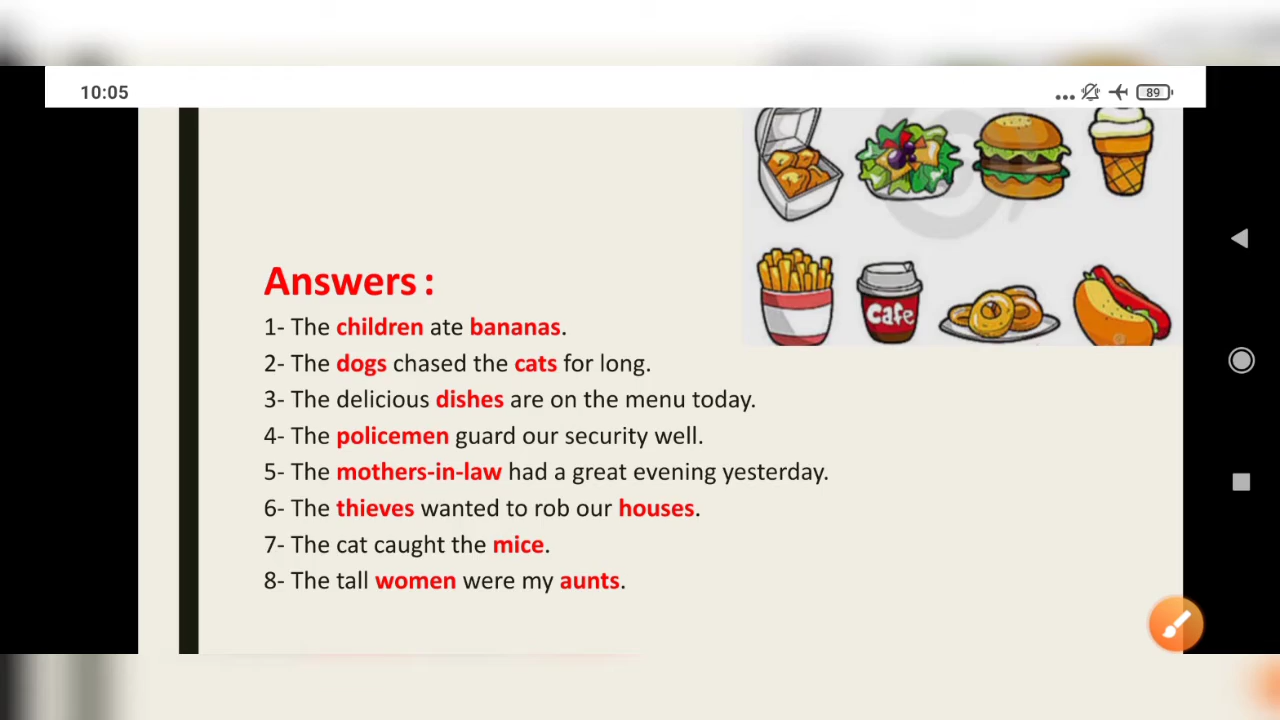 10:05
89
Cafe
Answers :
1- The children ate bananas.
2- The dogs chased the cats for long.
3- The delicious dishes are on the menu today.
4- The policemen guard our security well.
5- The mothers-in-law had a great evening yesterday.
6- The thieves wanted to rob our houses.
7- The cat caught the mice.
8- The tall women were my aunts.